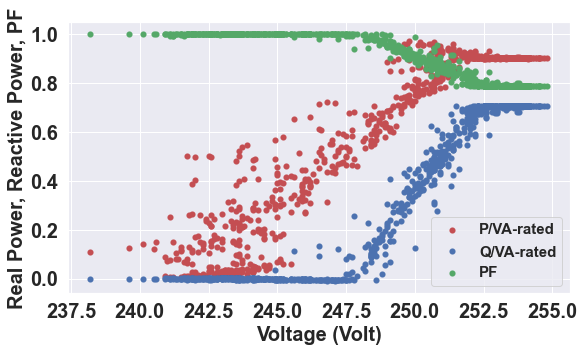 Real Power, Reactive Power, PF
1.0
0.8
0.6
0.4
0.2
0.0
P/VA-rated
Q/VA-rated
PF
237.5 240.0 242.5 245.0 247.5 250.0 252.5 255.0
Voltage (Volt)